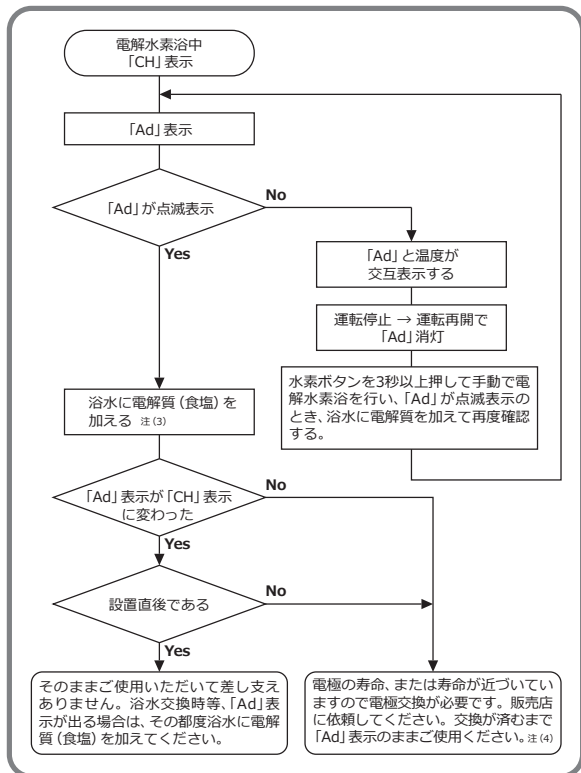 電解水素浴中
「CH」表示
「Ad」表示
「Ad」が点滅表示
No
Yes
「Ad」と温度が
交互表示する
運転停止 → 運転再開で
「Ad」消灯
水素ボタンを3秒以上押して手動で電
解水素浴を行い、「Ad」が点滅表示の
とき、浴水に電解質を加えて再度確認
する。
浴水に電解質（食塩）を
加える 注（3）
「Ad」表示が「CH」表示
に変わった
No
Yes
設置直後である
No
Yes
そのままご使用いただいて差し支え
ありません。浴水交換時等、「Ad」表
示が出る場合は、その都度浴水に電解
質（食塩）を加えてください。
電極の寿命、または寿命が近づいてい
ますので電極交換が必要です。販売店
に依頼してください。交換が済むまで
「Ad」表示のままご使用ください。注（4）